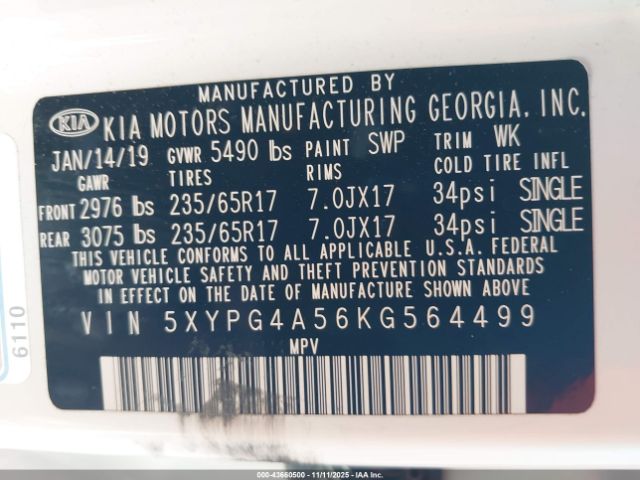 MANUFACTURED BY
KIA KIA MOTORS MANUFACTURING GEORGIA, INC.
JAN/14/19 GVWR 5490 lbs PAINT SWP TRIM WK
GAWR TIRES RIMS COLD TIRE INFL
FRONT 2976 lbs 235/65R17 7.0JX17 34psi SINGLE
REAR 3075 lbs 235/65R17 7.0JX17 34psi SINGLE
THIS VEHICLE CONFORMS TO ALL APPLICABLE U.S.A. FEDERAL
MOTOR VEHICLE SAFETY AND THEFT PREVENTION STANDARDS
IN EFFECT ON THE DATE OF MANUFACTURE SHOWN ABOVE
VIN 5XYPG4A56KG564499
MPV
6110
000-43660500 - 11/11/2025 - IAA Inc.